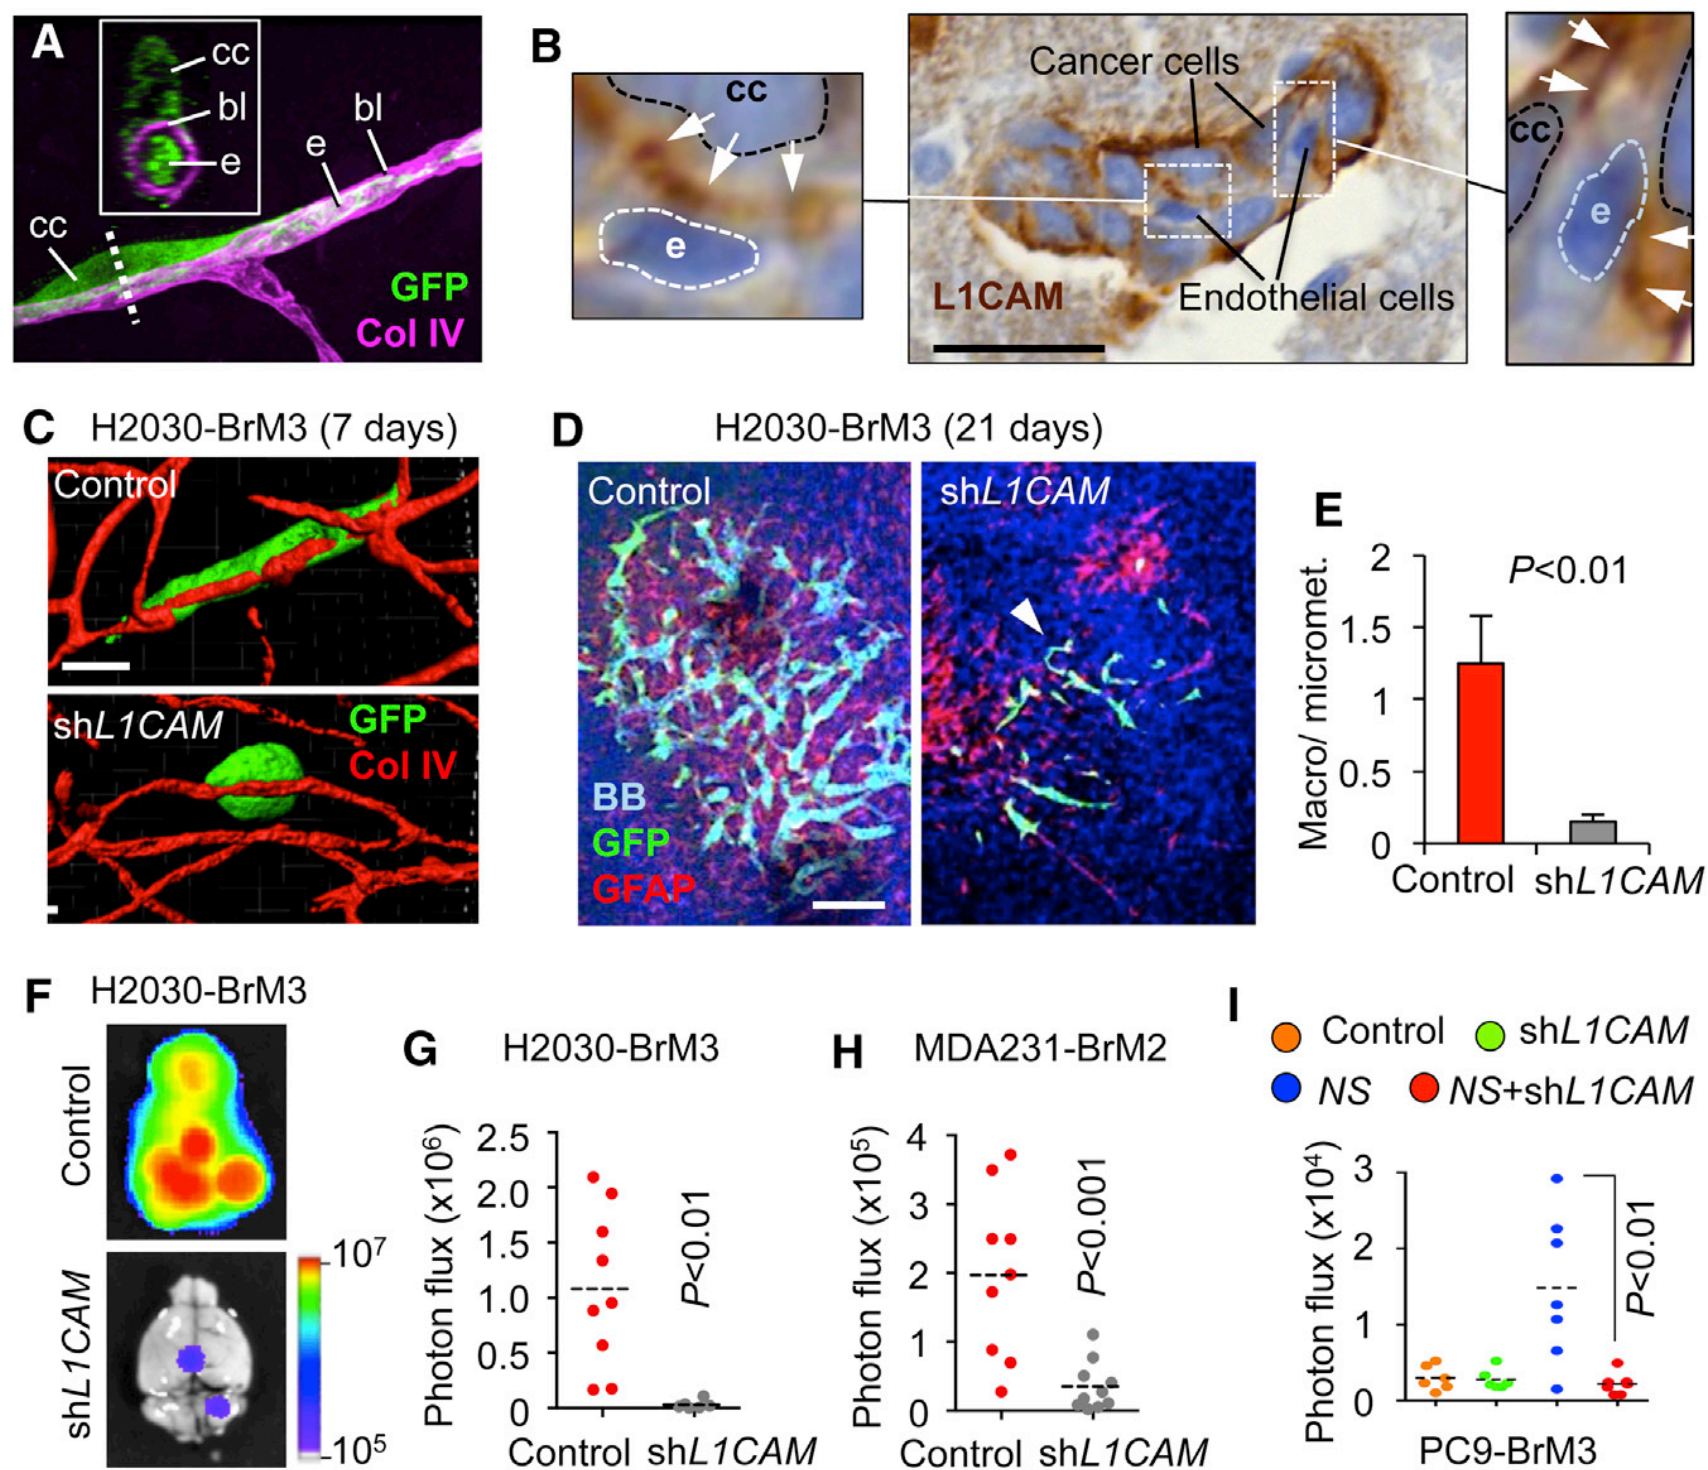 A
cc
bl
e
e
bl
cc
GFP
Col IV
B
cc
e
Cancer cells
L1CAM
Endothelial cells
cc
e
C H2030-BrM3 (7 days)
Control
shL1CAM
GFP
Col IV
D H2030-BrM3 (21 days)
Control
shL1CAM
BB
GFP
GFAP
E
Macro/ micromet.
P<0.01
2
1.5
1
0.5
0
Control shL1CAM
F H2030-BrM3
Control
shL1CAM
10⁷
10⁵
G H2030-BrM3
Photon flux (x10⁶)
2.5
2.0
1.5
1.0
0.5
0
P<0.01
Control shL1CAM
H MDA231-BrM2
Photon flux (x10⁵)
4
3
2
1
0
P<0.001
Control shL1CAM
I
Control shL1CAM
NS NS+shL1CAM
Photon flux (x10⁴)
3
2
1
0
P<0.01
PC9-BrM3